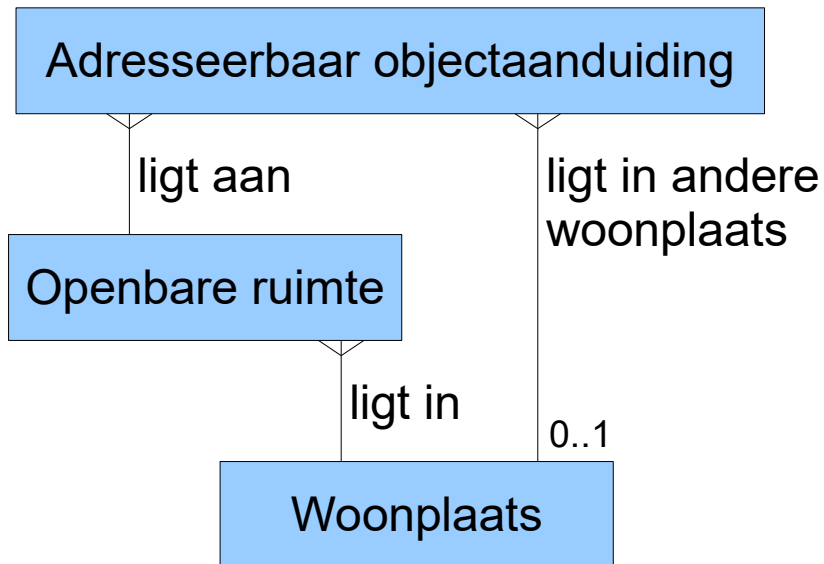 Adresseerbaar objectaanduiding
ligt aan
ligt in andere
woonplaats
Openbare ruimte
ligt in
0..1
Woonplaats